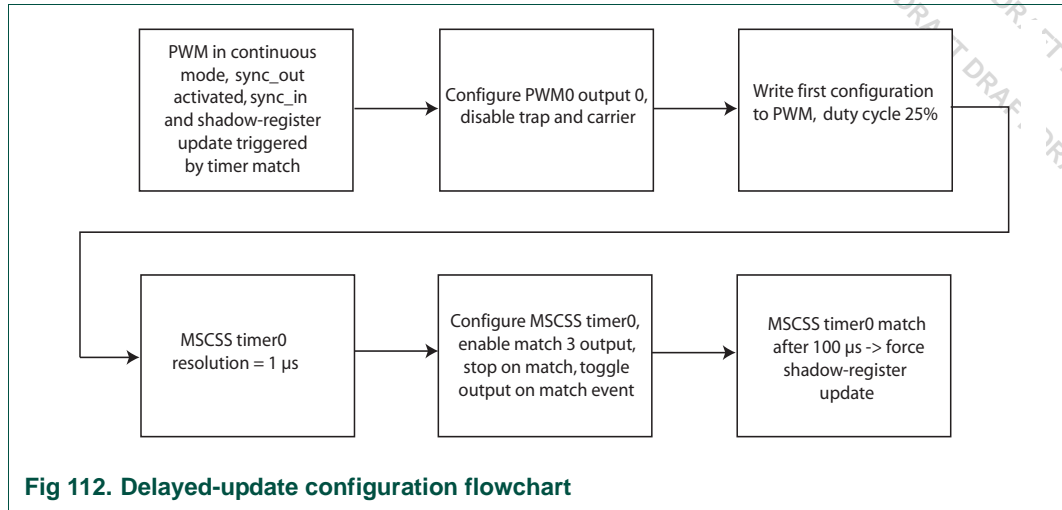 PWM in continuous
mode, sync_out
activated, sync_in
and shadow-register
update triggered
by timer match
Configure PWM0 output 0,
disable trap and carrier
Write first configuration
to PWM, duty cycle 25%
MSCSS timer0
resolution = 1 μs
Configure MSCSS timer0,
enable match 3 output,
stop on match, toggle
output on match event
MSCSS timer0 match
after 100 μs -> force
shadow-register
update
Fig 112. Delayed-update configuration flowchart